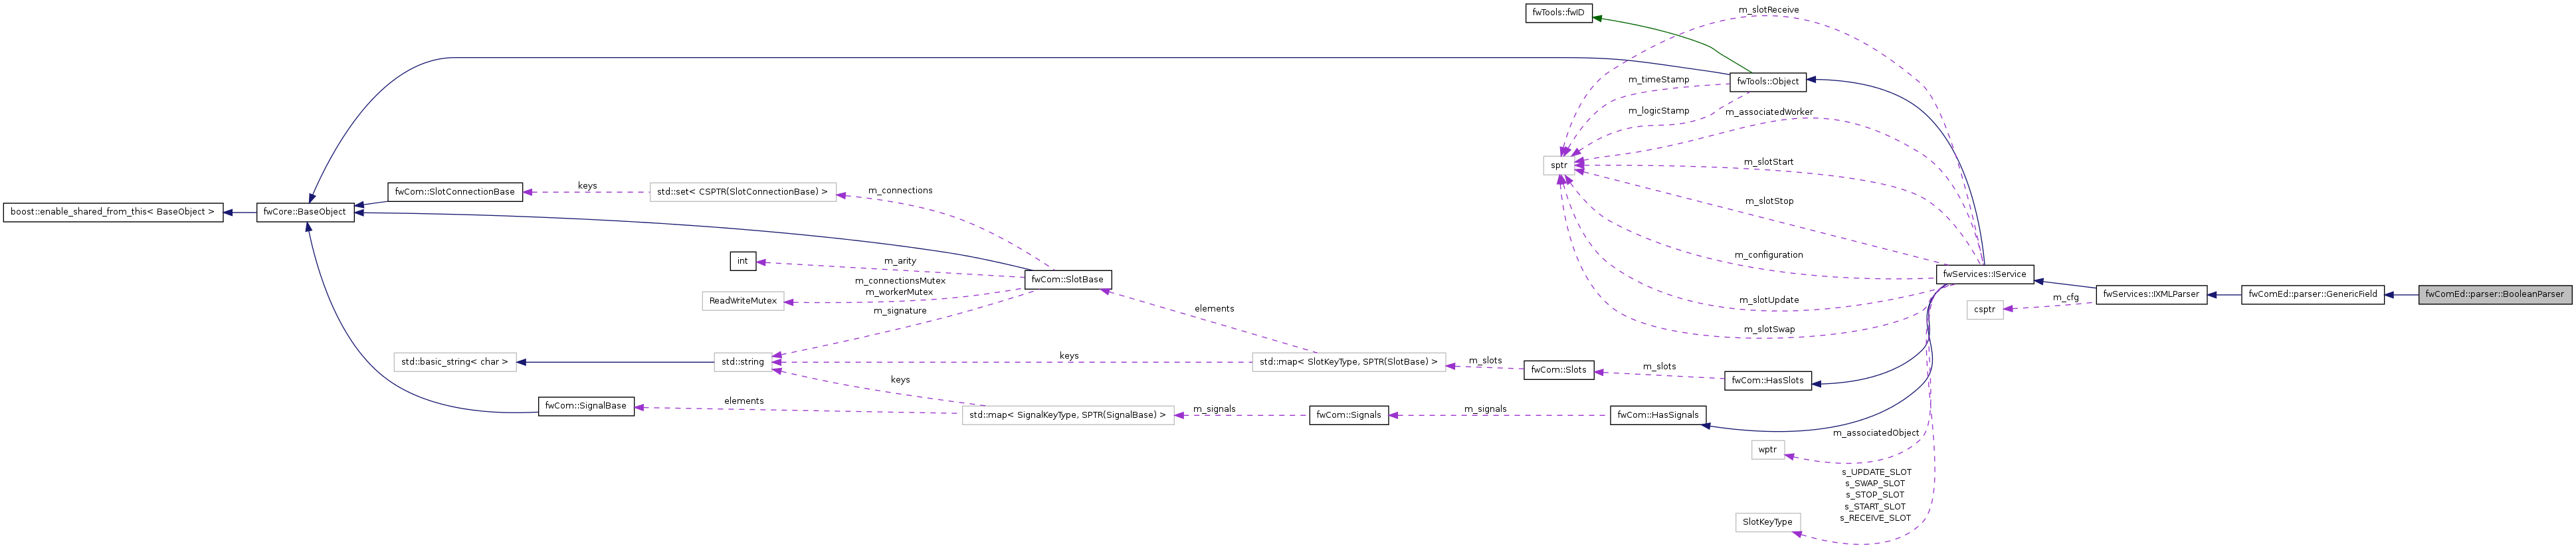 fwTools::fwID
m_slotReceive
fwTools::Object
m_timeStamp
m_logicStamp
m_associatedWorker
sptr
m_slotStart
m_slotStop
m_configuration
m_slotUpdate
m_slotSwap
boost::enable_shared_from_this< BaseObject >
fwCore::BaseObject
fwCom::SlotConnectionBase
keys
std::set< CSPTR(SlotConnectionBase) >
m_connections
int
m_arity
fwCom::SlotBase
ReadWriteMutex
m_connectionsMutex
m_workerMutex
m_signature
elements
fwServices::IService
csptr
m_cfg
fwServices::IXMLParser
fwComEd::parser::GenericField
fwComEd::parser::BooleanParser
std::basic_string< char >
std::string
keys
std::map< SlotKeyType, SPTR(SlotBase) >
m_slots
fwCom::Slots
m_slots
fwCom::HasSlots
keys
fwCom::SignalBase
elements
std::map< SignalKeyType, SPTR(SignalBase) >
m_signals
fwCom::Signals
m_signals
fwCom::HasSignals
m_associatedObject
wptr
s_UPDATE_SLOT
s_SWAP_SLOT
s_STOP_SLOT
s_START_SLOT
s_RECEIVE_SLOT
SlotKeyType